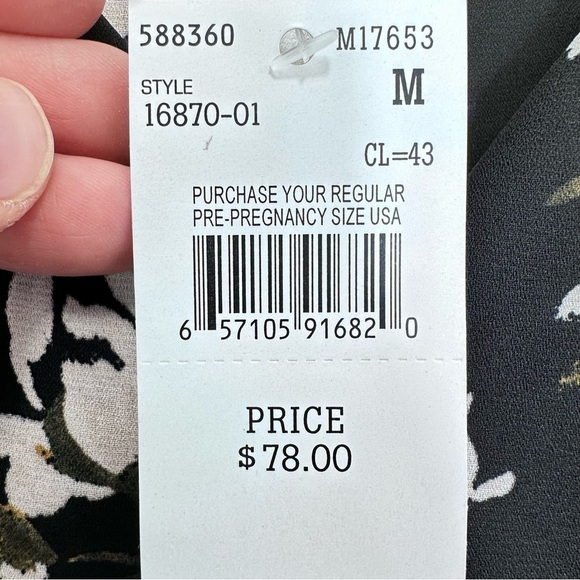 588360 M17653
STYLE M
16870-01
CL=43
PURCHASE YOUR REGULAR
PRE-PREGNANCY SIZE USA
6 57105 91682 0
PRICE
$78.00